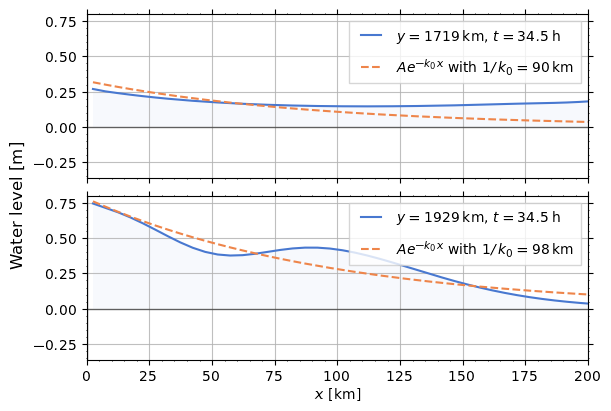 0.75
0.50
0.25
0.00
−0.25
y = 1719 km, t = 34.5 h
Ae^{−k₀x} with 1/k₀ = 90 km
Water level [m]
0.75
0.50
0.25
0.00
−0.25
y = 1929 km, t = 34.5 h
Ae^{−k₀x} with 1/k₀ = 98 km
0 25 50 75 100 125 150 175 200
x [km]